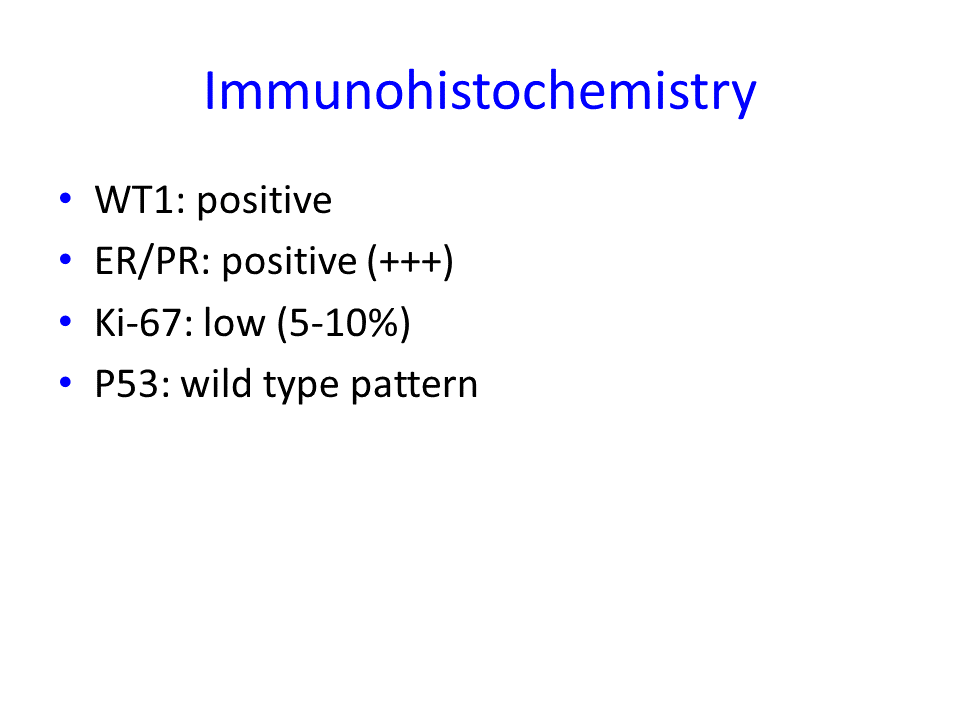 Immunohistochemistry
• WT1: positive
• ER/PR: positive (+++)
• Ki-67: low (5-10%)
• P53: wild type pattern